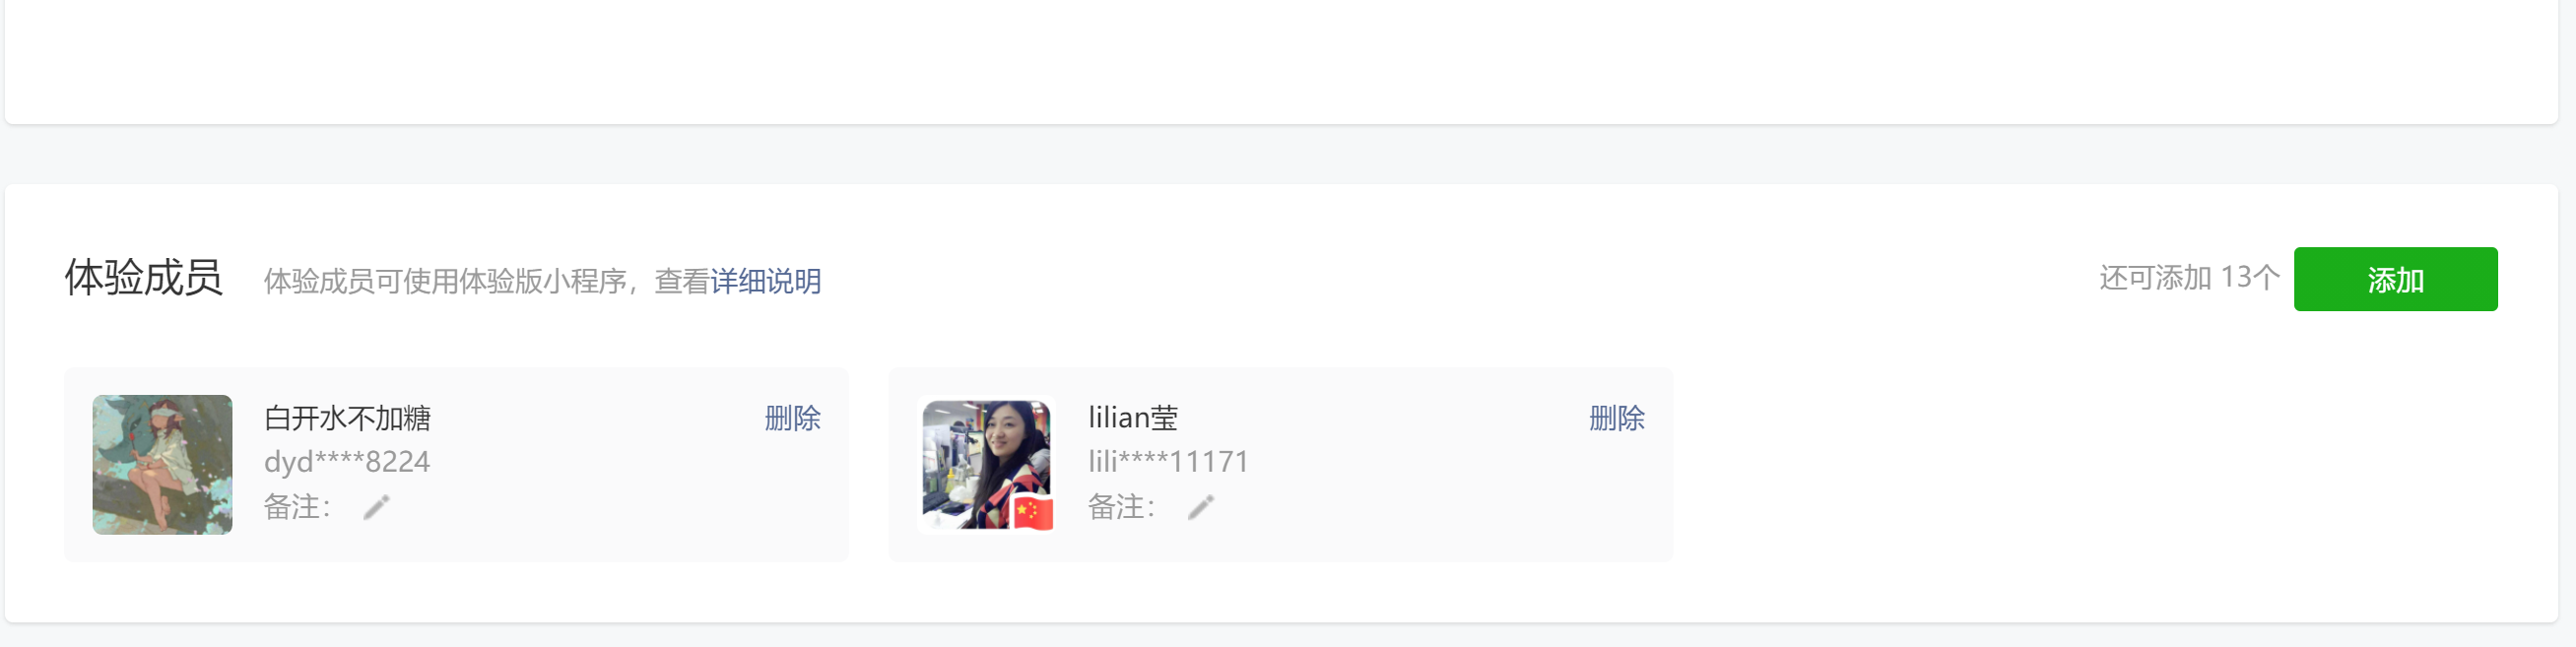 体验成员 体验成员可使用体验版小程序，查看详细说明 还可添加 13个 添加
白开水不加糖 删除
dyd****8224
备注：
lilian莹 删除
lili****11171
备注：